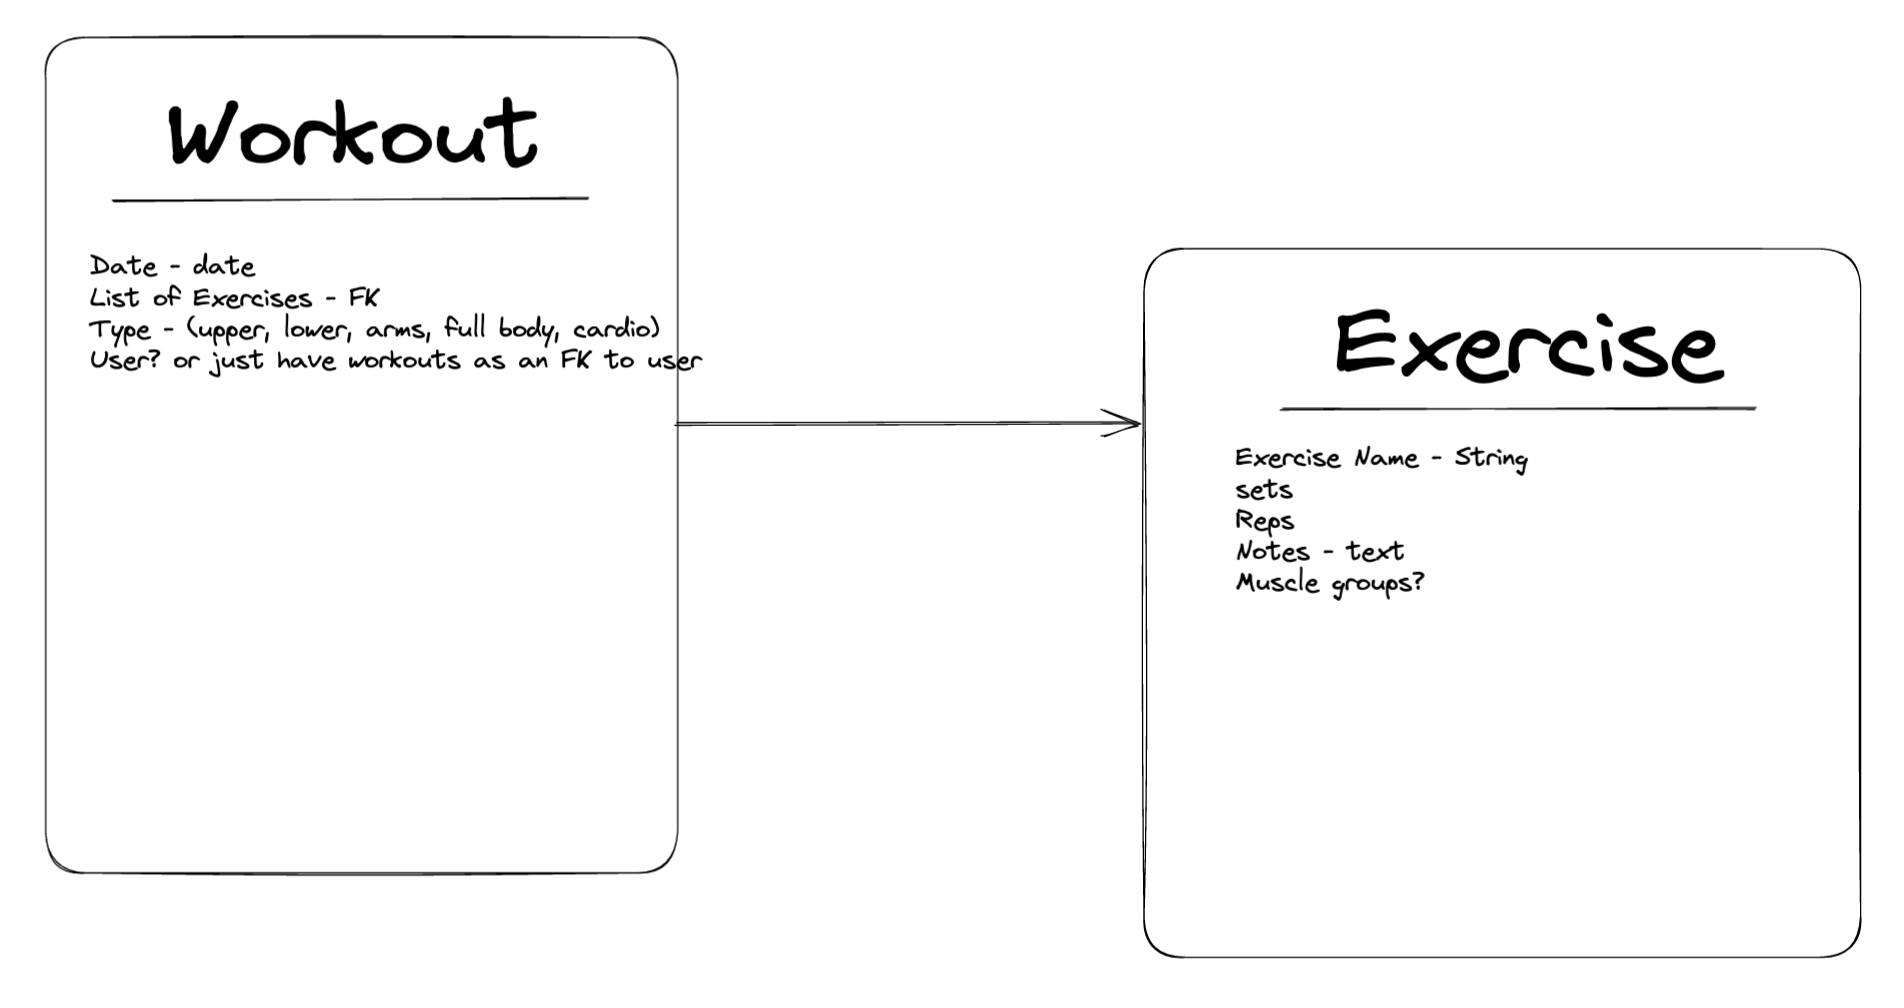 Workout
Date - date
List of Exercises - FK
Type - (upper, lower, arms, full body, cardio)
User? or just have workouts as an FK to user
Exercise
Exercise Name - String
sets
Reps
Notes - text
Muscle groups?